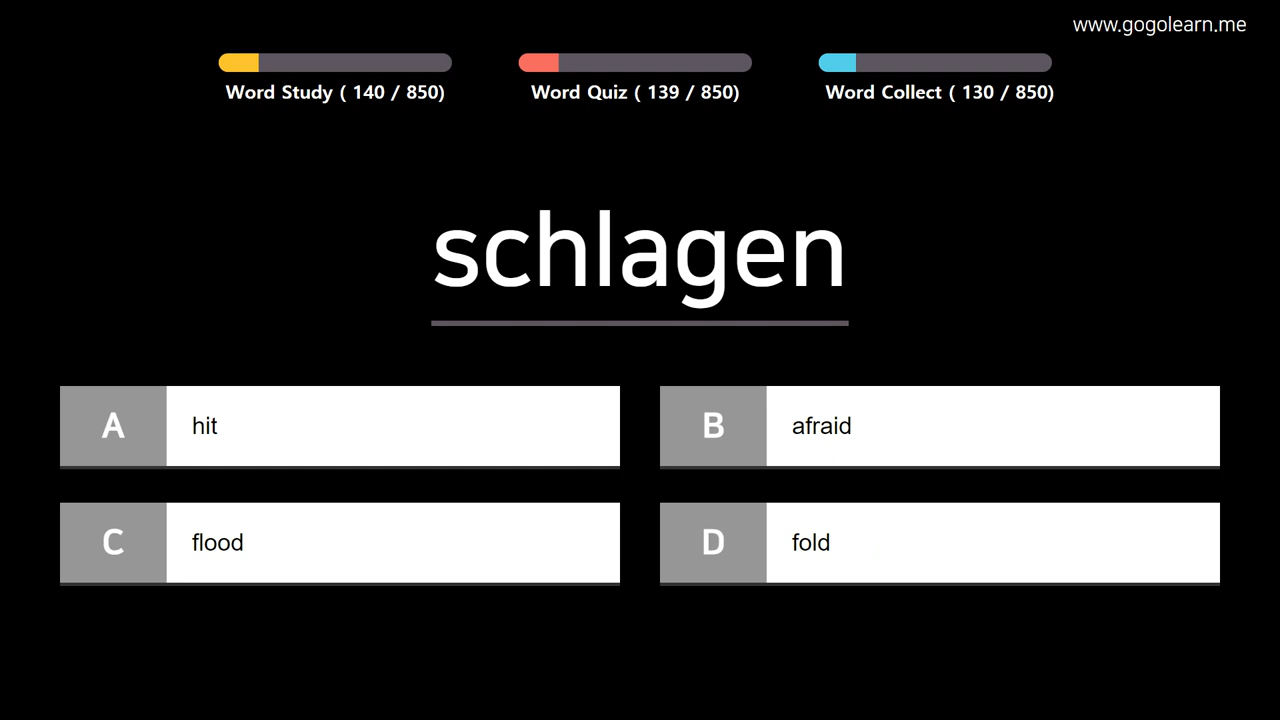 www.gogolearn.me
Word Study ( 140 / 850)
Word Quiz ( 139 / 850)
Word Collect ( 130 / 850)
schlagen
A hit
B afraid
C flood
D fold